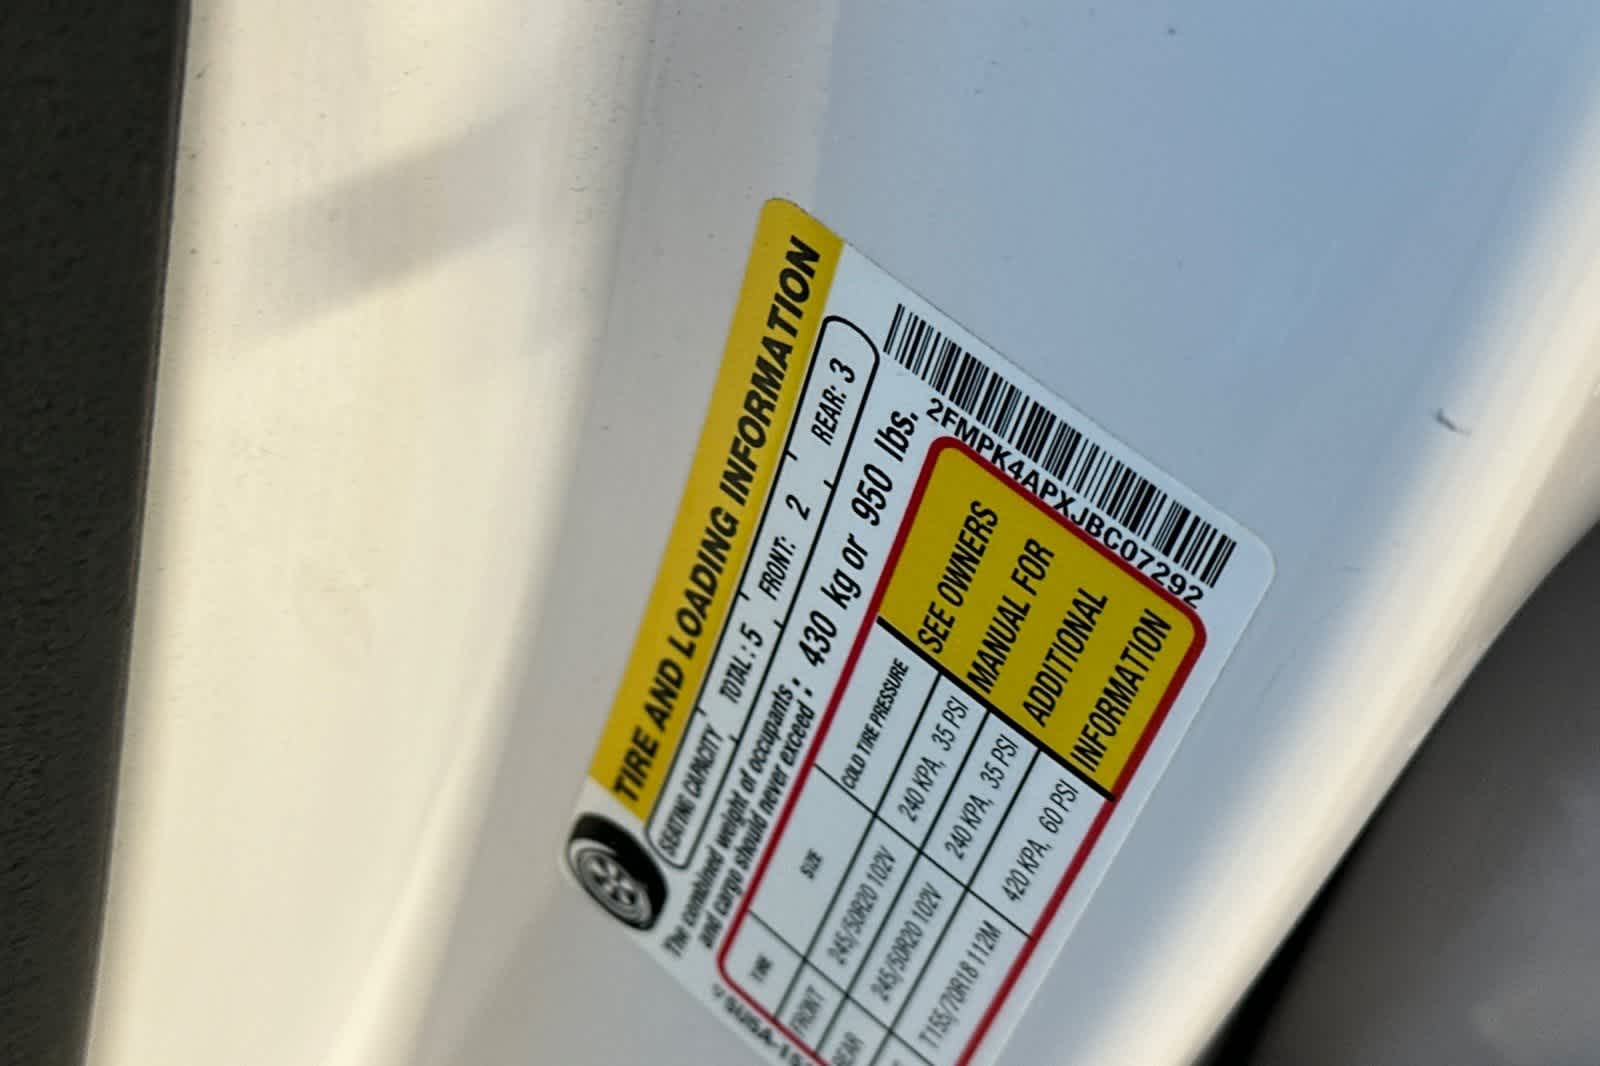 TIRE AND LOADING INFORMATION
SEATING CAPACITY TOTAL: 5 FRONT: 2 REAR: 3
The combined weight of occupants
and cargo should never exceed : 430 kg or 950 lbs.
2FMPK4APXJBC07292
TIRE SIZE COLD TIRE PRESSURE
FRONT 245/50R20 102V 240 KPA, 35 PSI
REAR 245/50R20 102V 240 KPA, 35 PSI
T155/70R18 112M 420 KPA, 60 PSI
SEE OWNERS
MANUAL FOR
ADDITIONAL
INFORMATION